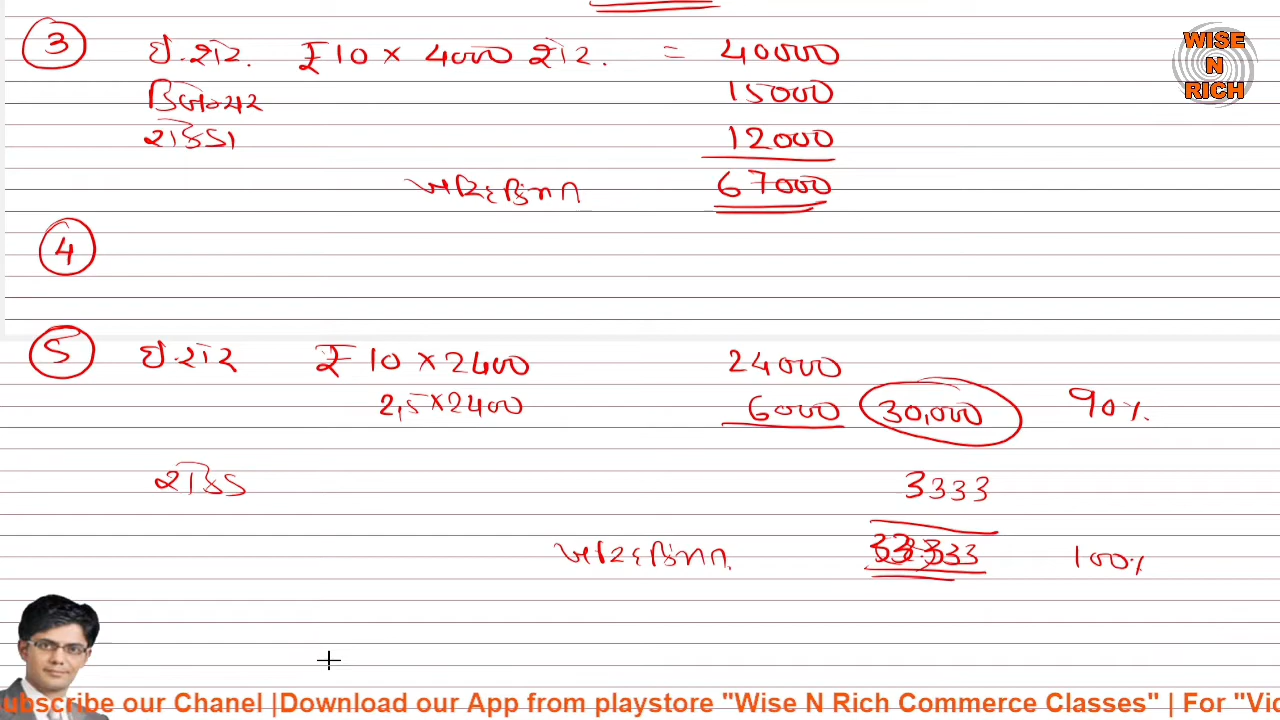 WISE
N
RICH
3 ઈ.શેર ₹10 × 4000 શેર. = 40000
ડિબેન્ચર 15000
રોકડા 12000
ખરીદકિંમત 67000
4
5 ઈ.શેર ₹10 × 2400 24000
2.5 × 2400 6000 30,000 90%
રોકડ 3333
ખરીદકિંમત 33333 100%
ubscribe our Chanel |Download our App from playstore "Wise N Rich Commerce Classes" | For "Vi